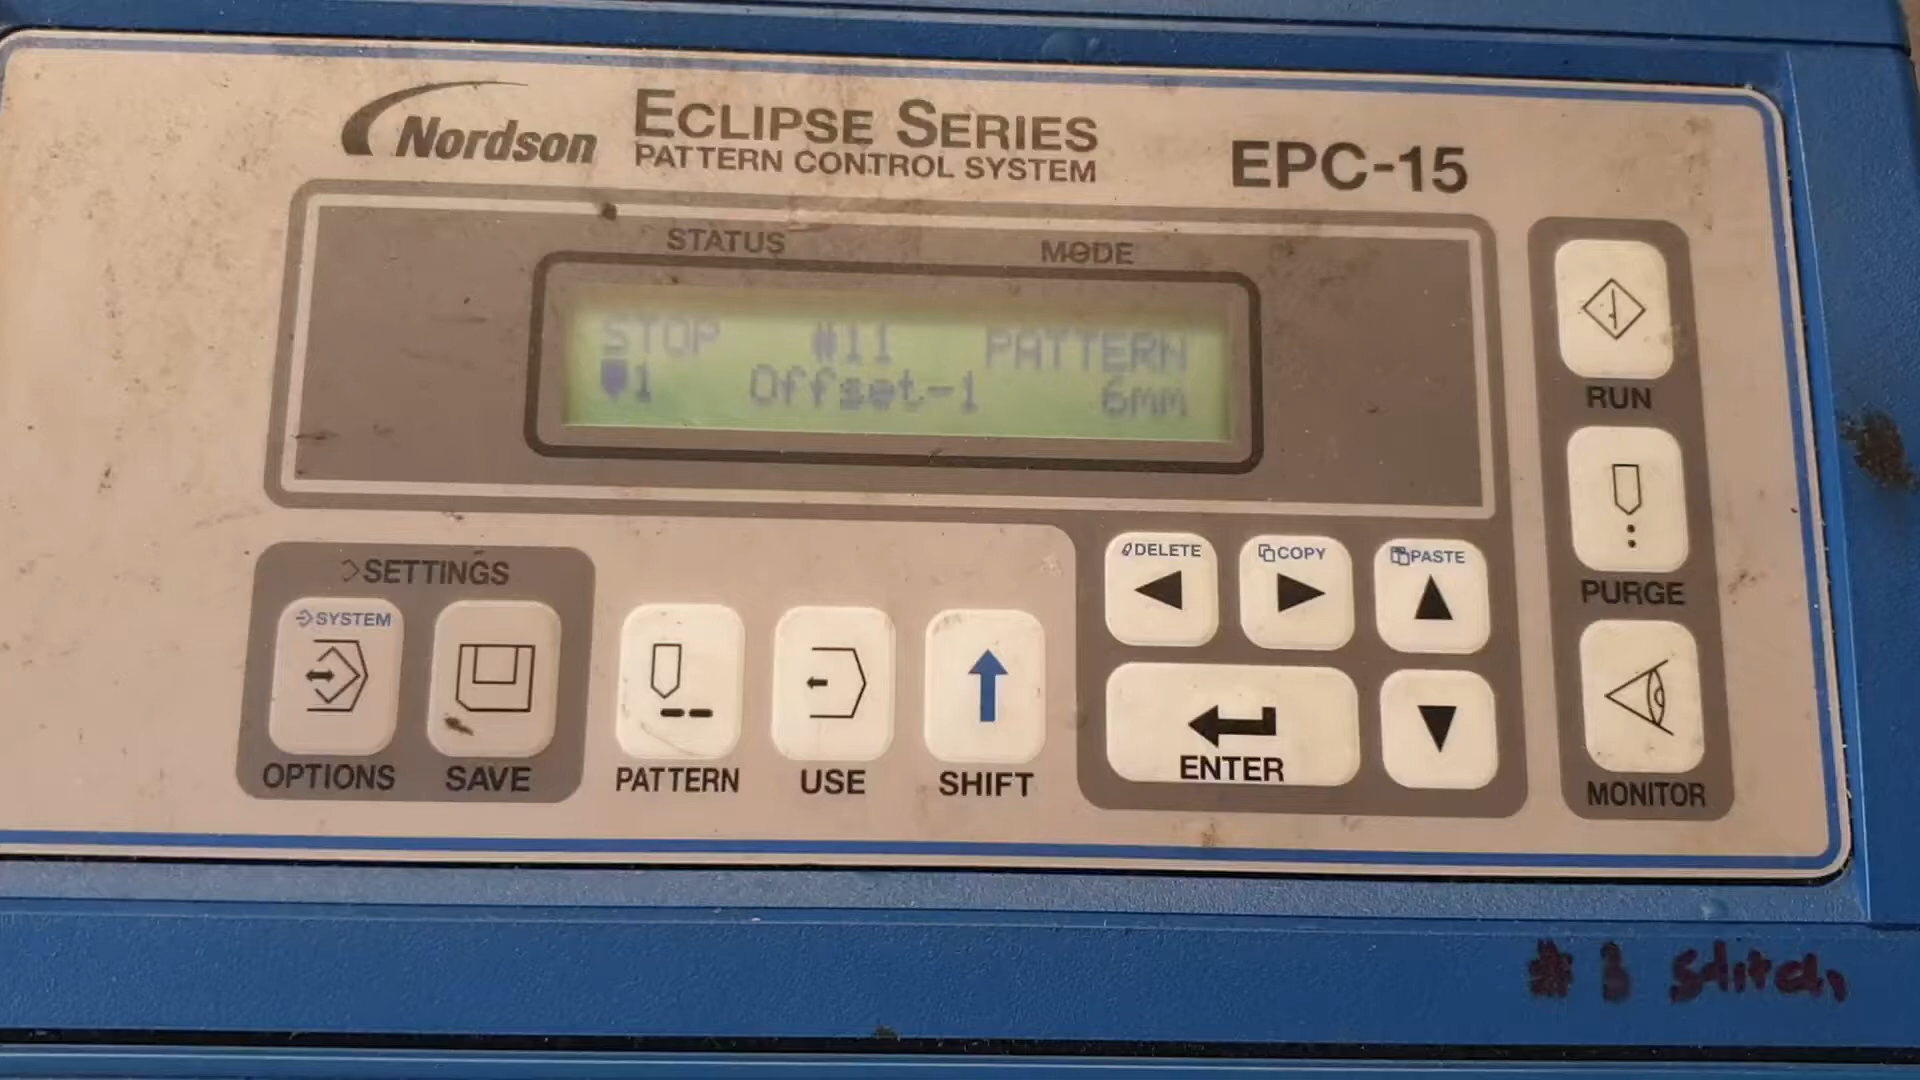 Nordson ECLIPSE SERIES
PATTERN CONTROL SYSTEM
EPC-15
STATUS MODE
STOP #11 PATTERN
1 Offset-1 6mm
RUN
PURGE
MONITOR
SETTINGS
SYSTEM
OPTIONS SAVE PATTERN USE SHIFT
DELETE COPY PASTE
ENTER
# 3 Stitch